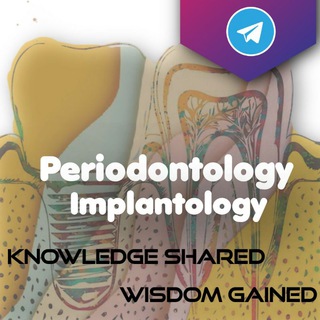 Periodontology
Implantology
KNOWLEDGE SHARED
WISDOM GAINED